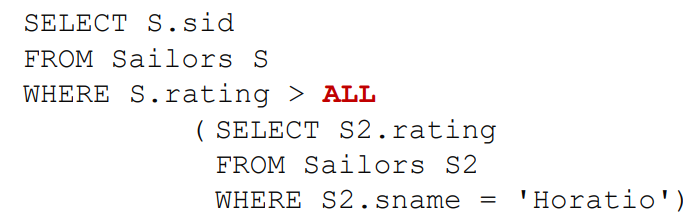 SELECT S.sid
FROM Sailors S
WHERE S.rating > ALL
( SELECT S2.rating
FROM Sailors S2
WHERE S2.sname = 'Horatio')